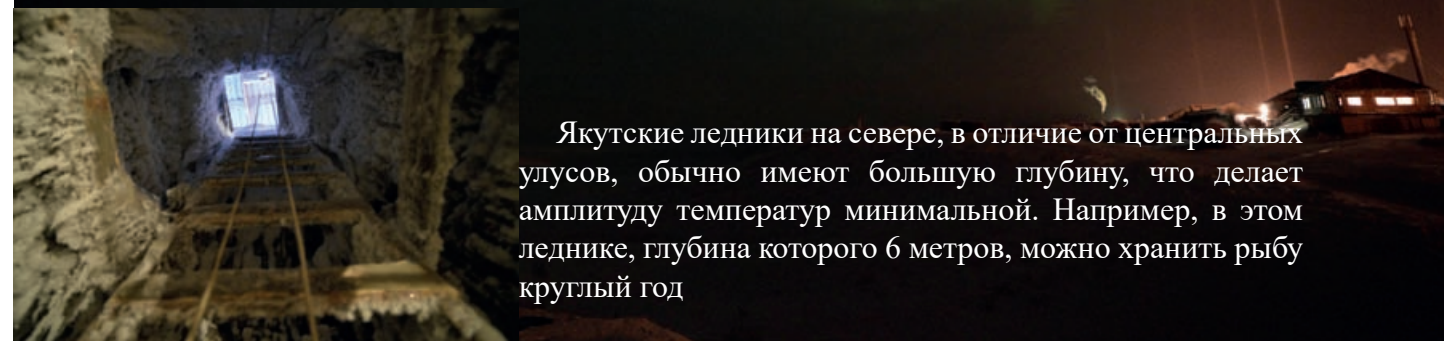 Якутские ледники на севере, в отличие от центральных
улусов, обычно имеют большую глубину, что делает
амплитуду температур минимальной. Например, в этом
леднике, глубина которого 6 метров, можно хранить рыбу
круглый год